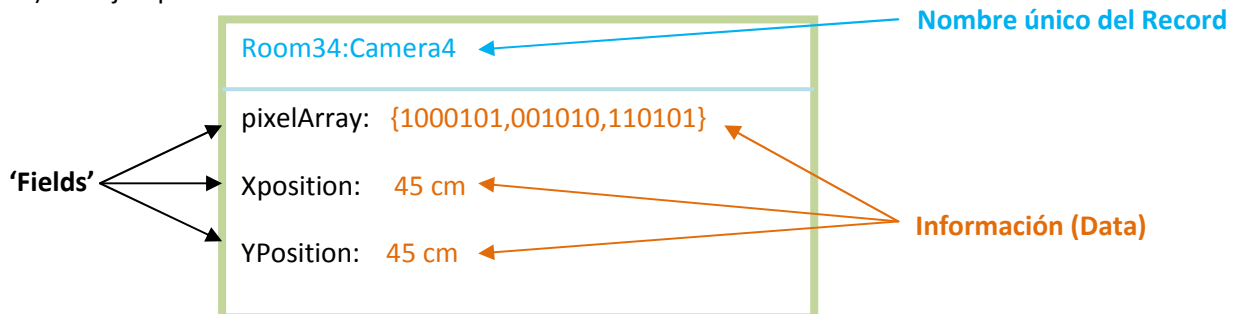 Nombre único del Record
Room34:Camera4
pixelArray: {1000101,001010,110101}
'Fields'
Xposition: 45 cm
Información (Data)
YPosition: 45 cm